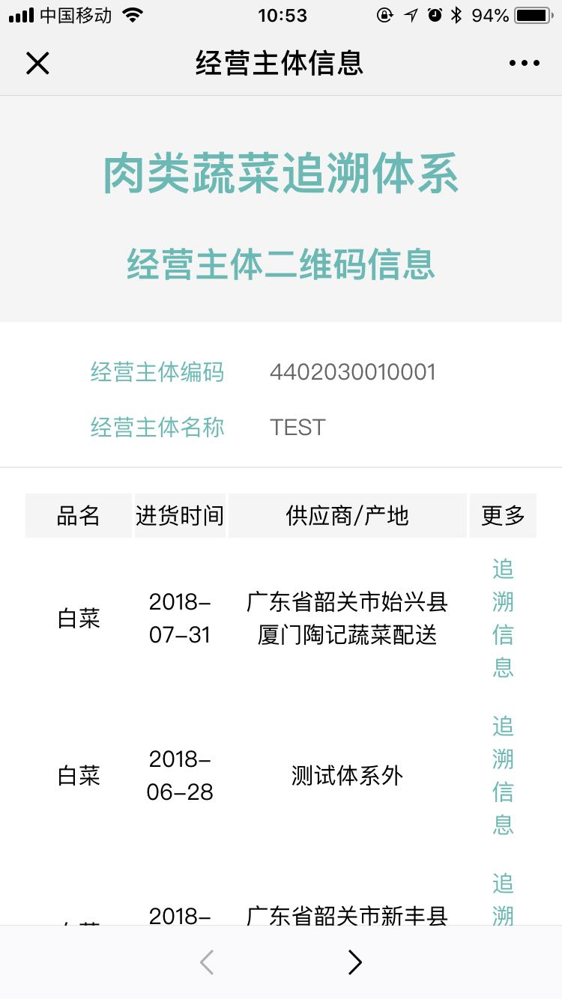 中国移动 10:53 94%
经营主体信息
肉类蔬菜追溯体系
经营主体二维码信息
经营主体编码 4402030010001
经营主体名称 TEST
品名 进货时间 供应商/产地 更多
白菜
2018-
07-31
广东省韶关市始兴县
厦门陶记蔬菜配送
追
溯
信
息
白菜
2018-
06-28
测试体系外
追
溯
信
息
2018-
广东省韶关市新丰县
追
溯